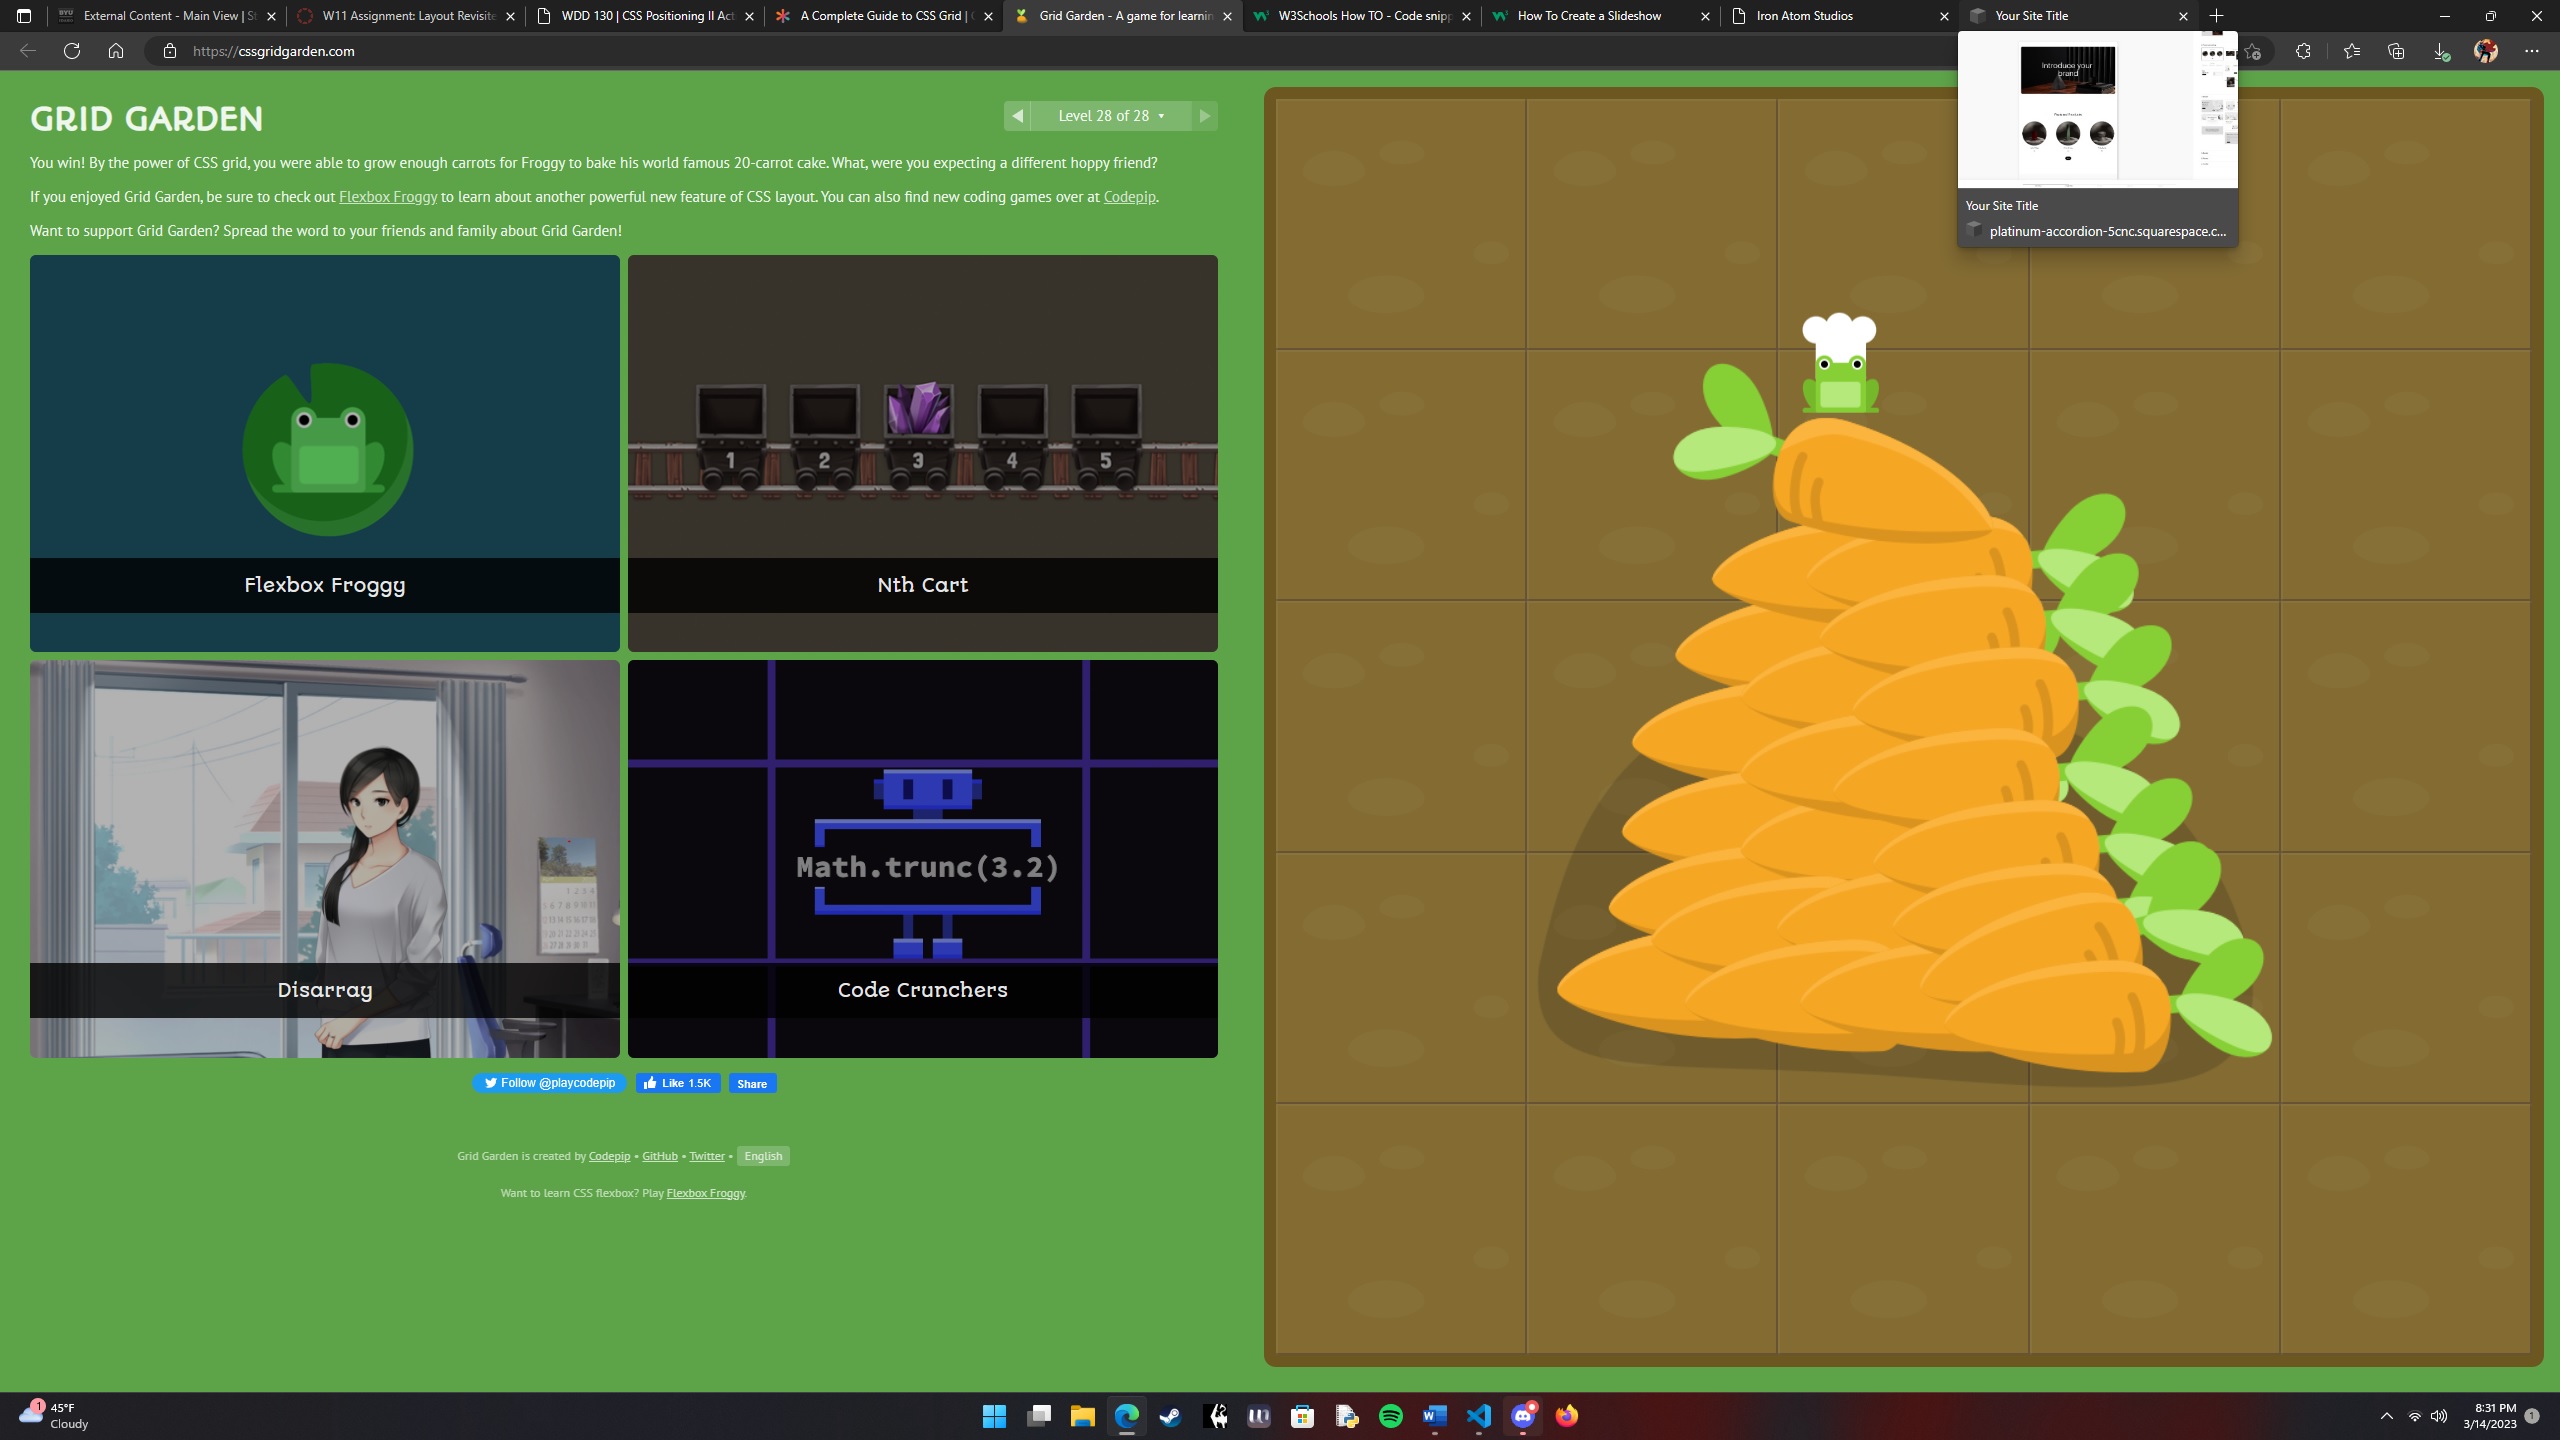 External Content - Main View | St
W11 Assignment: Layout Revisite
WDD 130 | CSS Positioning II Act
A Complete Guide to CSS Grid | C
Grid Garden - A game for learnin
W3Schools How TO - Code snipp
How To Create a Slideshow
Iron Atom Studios
Your Site Title
https://cssgridgarden.com
Introduce your
brand
Your Site Title
platinum-accordion-5cnc.squarespace.c...
GRID GARDEN
Level 28 of 28
You win! By the power of CSS grid, you were able to grow enough carrots for Froggy to bake his world famous 20-carrot cake. What, were you expecting a different hoppy friend?
If you enjoyed Grid Garden, be sure to check out Flexbox Froggy to learn about another powerful new feature of CSS layout. You can also find new coding games over at Codepip.
Want to support Grid Garden? Spread the word to your friends and family about Grid Garden!
Flexbox Froggy
1 2 3 4 5
Nth Cart
Disarray
Math.trunc(3.2)
Code Crunchers
Follow @playcodepip
Like 1.5K
Share
Grid Garden is created by Codepip • GitHub • Twitter • English
Want to learn CSS flexbox? Play Flexbox Froggy.
1
45°F
Cloudy
8:31 PM
3/14/2023
1